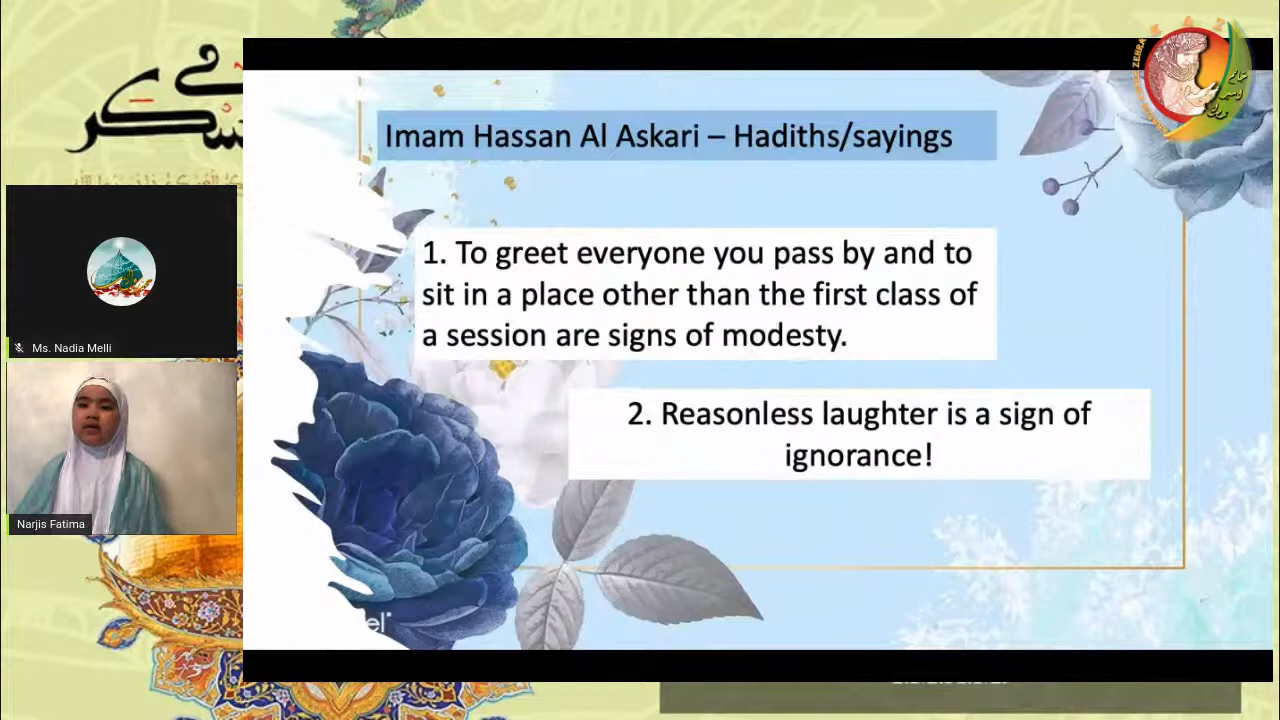 Imam Hassan Al Askari – Hadiths/sayings
1. To greet everyone you pass by and to
sit in a place other than the first class of
a session are signs of modesty.
2. Reasonless laughter is a sign of
ignorance!
Ms. Nadia Melli
Narjis Fatima
ZEHRA